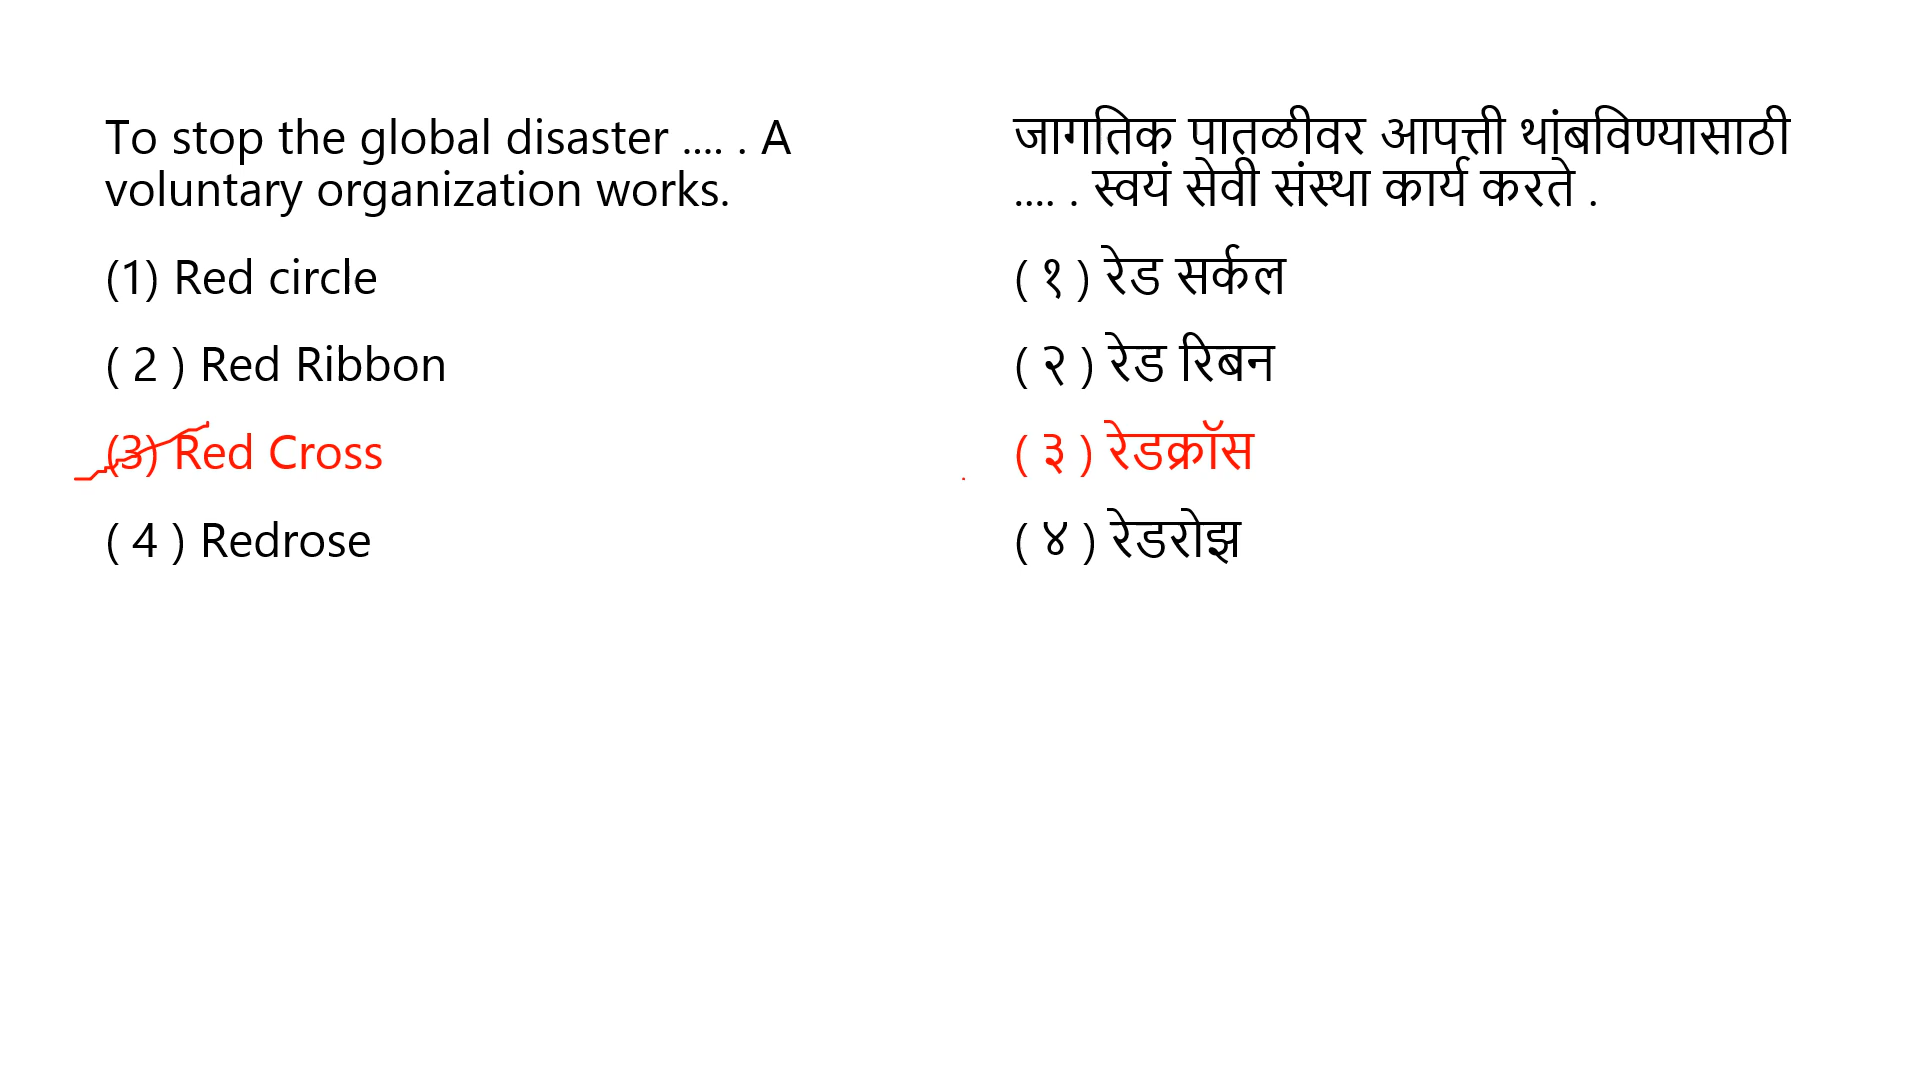 To stop the global disaster .... . A
voluntary organization works.
(1) Red circle
( 2 ) Red Ribbon
(3) Red Cross
( 4 ) Redrose
जागतिक पातळीवर आपत्ती थांबविण्यासाठी
.... . स्वयं सेवी संस्था कार्य करते .
( १ ) रेड सर्कल
( २ ) रेड रिबन
( ३ ) रेडक्रॉस
( ४ ) रेडरोझ